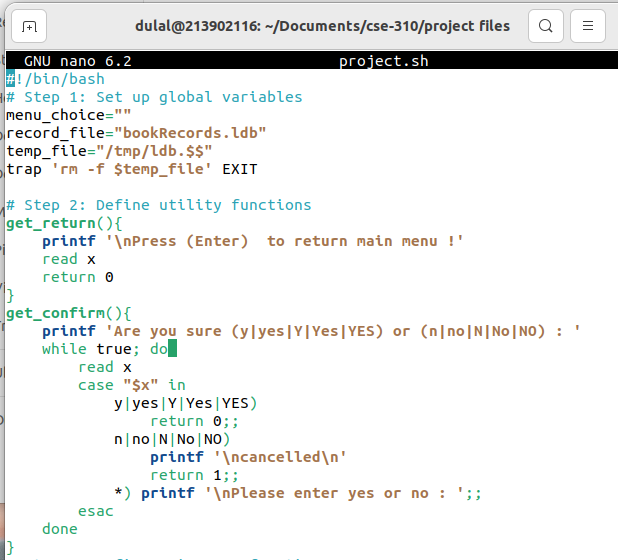 dulal@213902116: ~/Documents/cse-310/project files
GNU nano 6.2 project.sh
#!/bin/bash
# Step 1: Set up global variables
menu_choice=""
record_file="bookRecords.ldb"
temp_file="/tmp/ldb.$$"
trap 'rm -f $temp_file' EXIT

# Step 2: Define utility functions
get_return(){
    printf '\nPress (Enter)  to return main menu !'
    read x
    return 0
}
get_confirm(){
    printf 'Are you sure (y|yes|Y|Yes|YES) or (n|no|N|No|NO) : '
    while true; do
        read x
        case "$x" in
            y|yes|Y|Yes|YES)
                return 0;;
            n|no|N|No|NO)
                printf '\ncancelled\n'
                return 1;;
            *) printf '\nPlease enter yes or no : ';;
        esac
    done
}